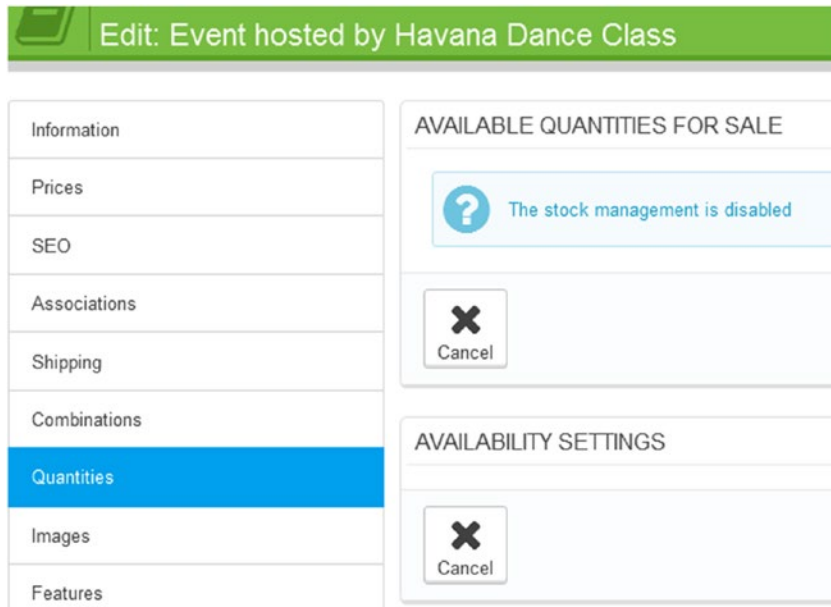 Edit: Event hosted by Havana Dance Class
Information
Prices
SEO
Associations
Shipping
Combinations
Quantities
Images
Features
AVAILABLE QUANTITIES FOR SALE
The stock management is disabled
Cancel
AVAILABILITY SETTINGS
Cancel